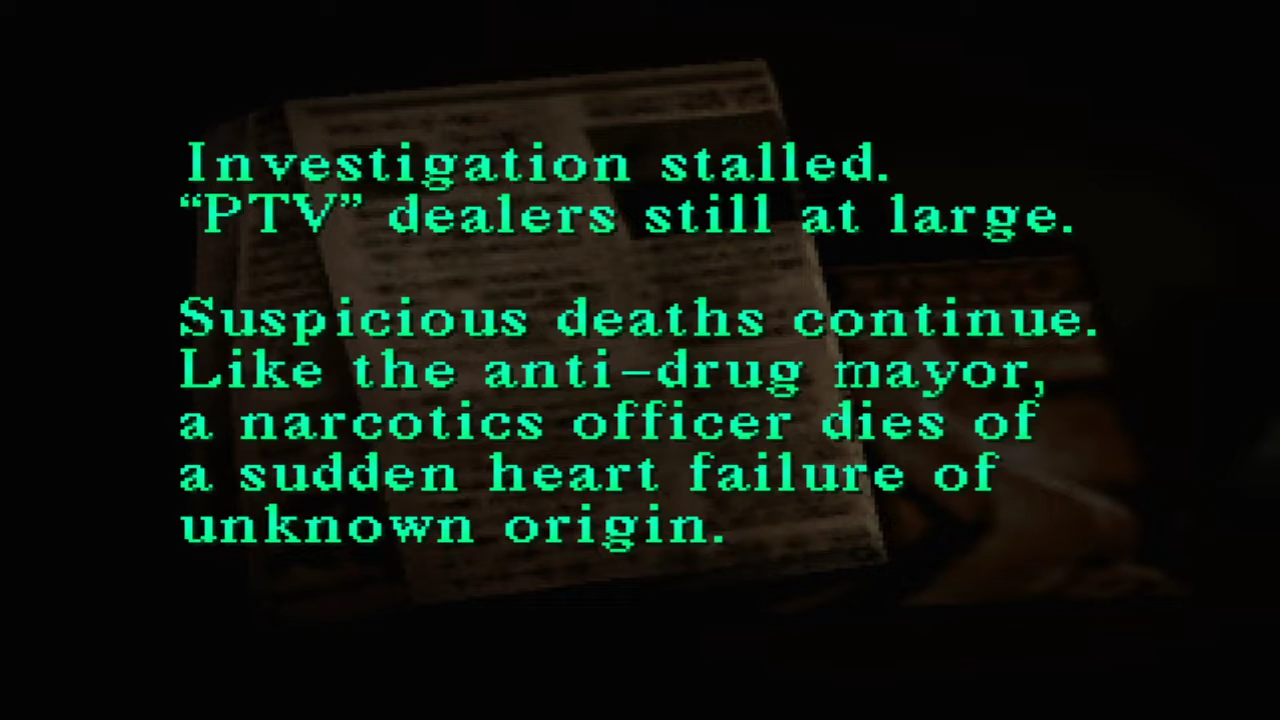 Investigation stalled.
“PTV” dealers still at large.
Suspicious deaths continue.
Like the anti-drug mayor,
a narcotics officer dies of
a sudden heart failure of
unknown origin.